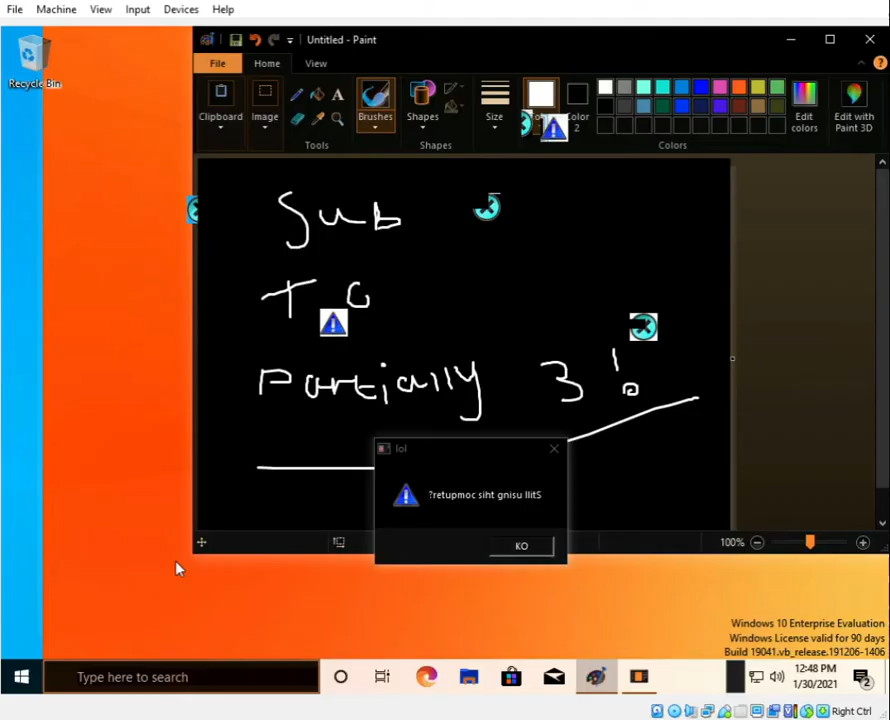 File Machine View Input Devices Help
Untitled - Paint
File Home View
Recycle Bin
Clipboard Image Brushes Shapes Size Color 2 Edit colors Edit with Paint 3D
Tools Shapes Colors
Sub
To
Partially 3!
lol
?retupmoc siht gnisu llitS
KO
100%
Windows 10 Enterprise Evaluation
Windows License valid for 90 days
Build 19041.vb_release.191206-1406
Type here to search
12:48 PM
1/30/2021
2
Right Ctrl